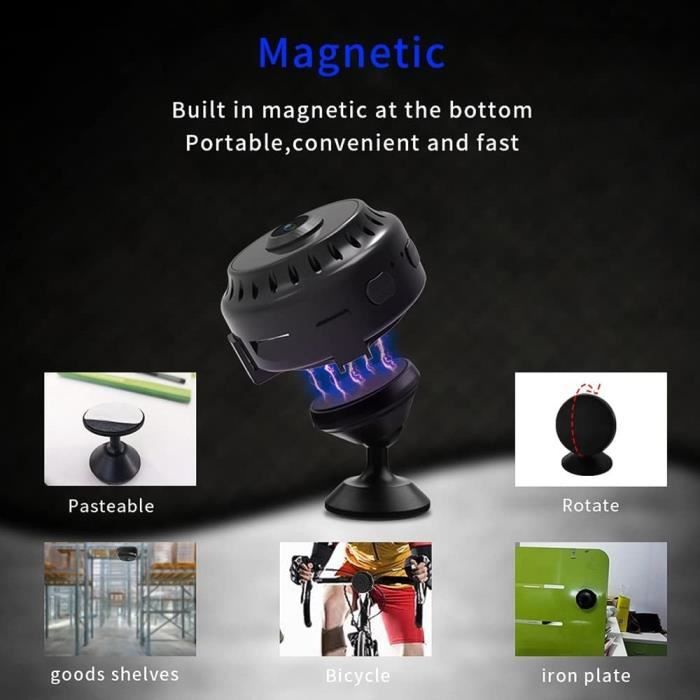 Magnetic
Built in magnetic at the bottom
Portable,convenient and fast
Pasteable
Rotate
goods shelves
Bicycle
iron plate